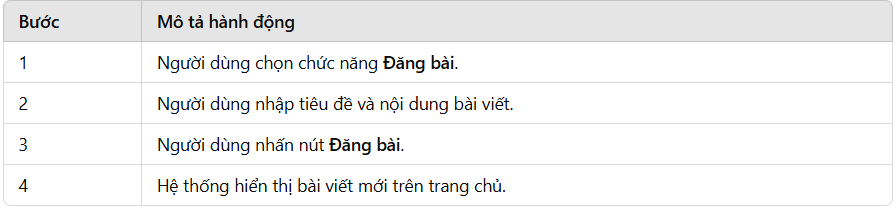 Bước Mô tả hành động
1 Người dùng chọn chức năng Đăng bài.
2 Người dùng nhập tiêu đề và nội dung bài viết.
3 Người dùng nhấn nút Đăng bài.
4 Hệ thống hiển thị bài viết mới trên trang chủ.